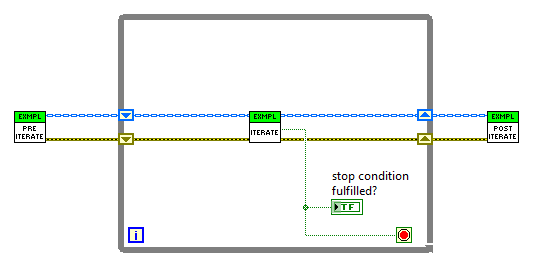 EXMPL
PRE
ITERATE
EXMPL
ITERATE
EXMPL
POST
ITERATE
stop condition
fulfilled?
TF
i